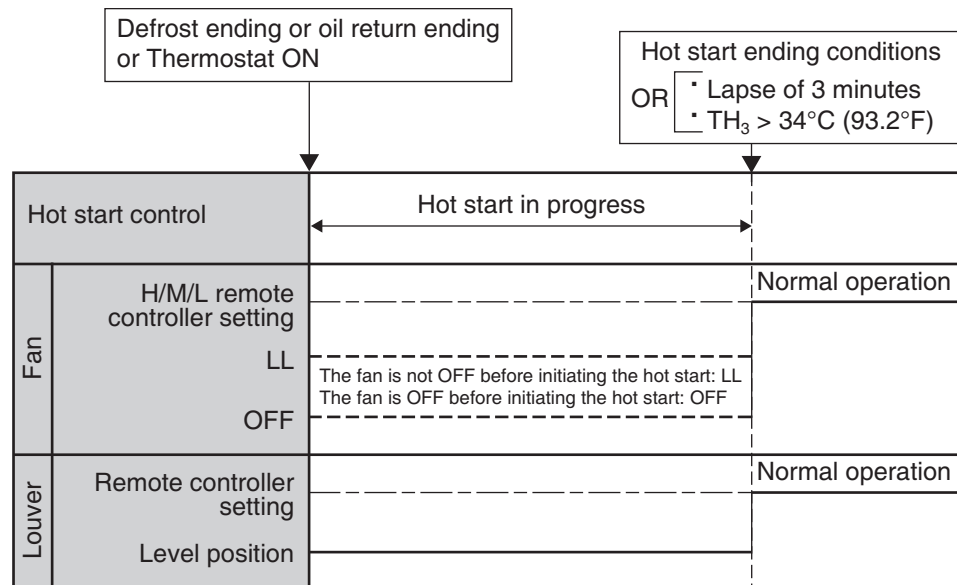 Defrost ending or oil return ending
or Thermostat ON
Hot start ending conditions
OR
・Lapse of 3 minutes
・TH₃ > 34°C (93.2°F)
Hot start control
Hot start in progress
Fan
H/M/L remote
controller setting
Normal operation
LL
The fan is not OFF before initiating the hot start: LL
The fan is OFF before initiating the hot start: OFF
OFF
Louver
Remote controller
setting
Normal operation
Level position